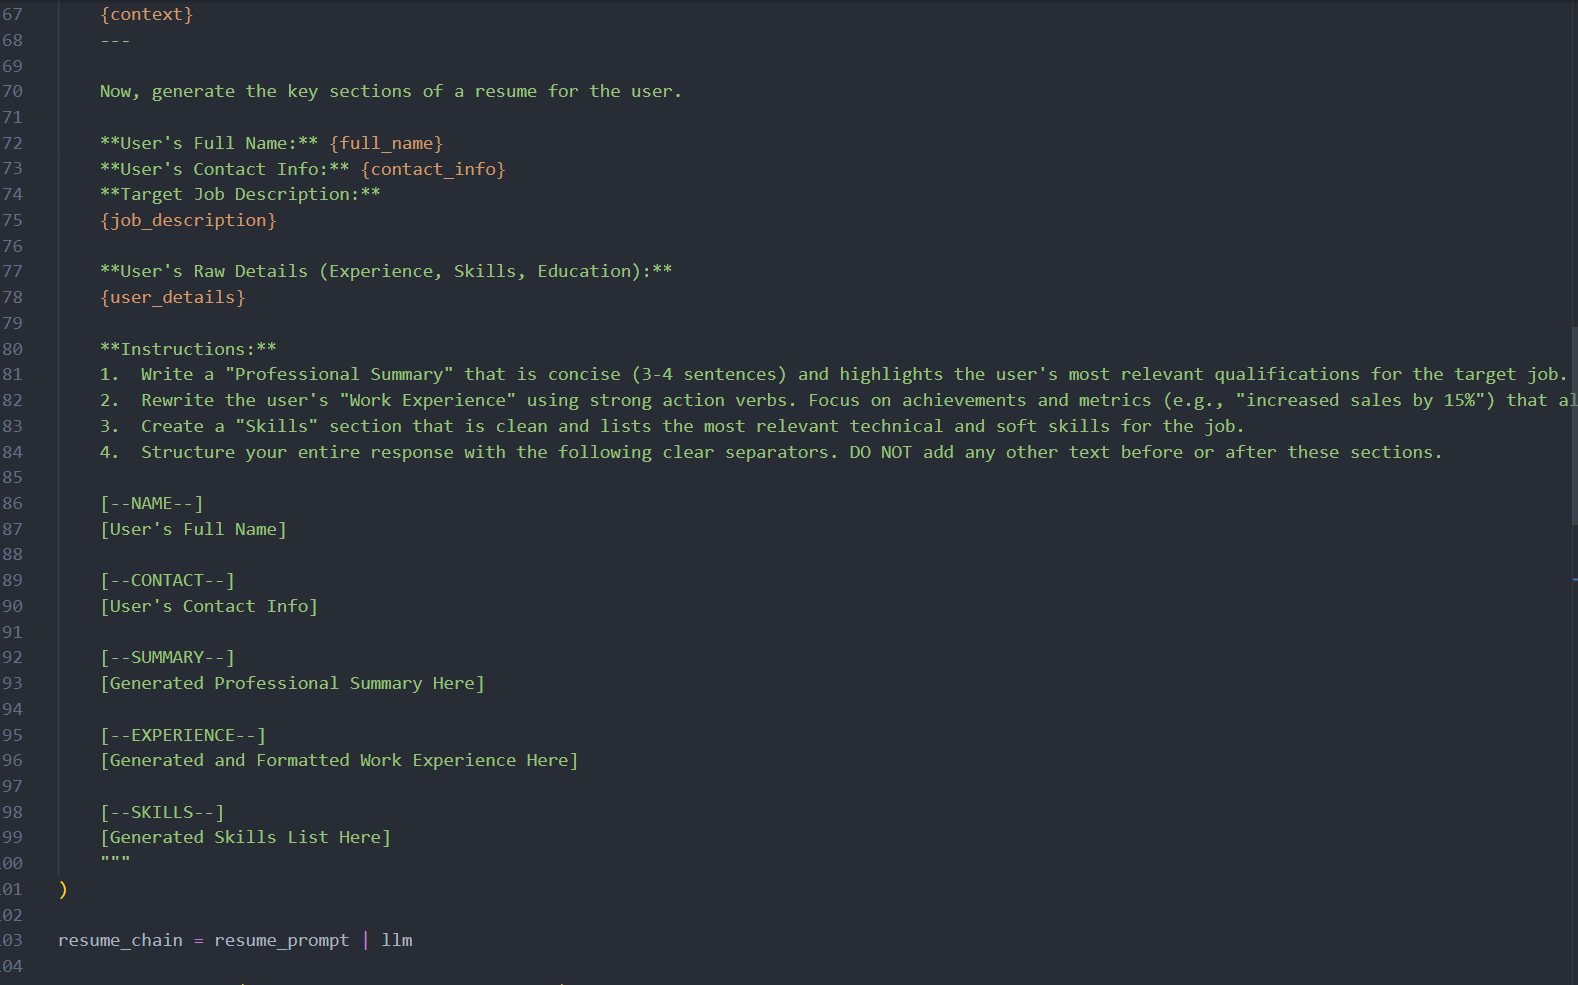 67 {context}
68 ---
69
70 Now, generate the key sections of a resume for the user.
71
72 **User's Full Name:** {full_name}
73 **User's Contact Info:** {contact_info}
74 **Target Job Description:**
75 {job_description}
76
77 **User's Raw Details (Experience, Skills, Education):**
78 {user_details}
79
80 **Instructions:**
81 1. Write a "Professional Summary" that is concise (3-4 sentences) and highlights the user's most relevant qualifications for the target job.
82 2. Rewrite the user's "Work Experience" using strong action verbs. Focus on achievements and metrics (e.g., "increased sales by 15%") that al
83 3. Create a "Skills" section that is clean and lists the most relevant technical and soft skills for the job.
84 4. Structure your entire response with the following clear separators. DO NOT add any other text before or after these sections.
85
86 [--NAME--]
87 [User's Full Name]
88
89 [--CONTACT--]
90 [User's Contact Info]
91
92 [--SUMMARY--]
93 [Generated Professional Summary Here]
94
95 [--EXPERIENCE--]
96 [Generated and Formatted Work Experience Here]
97
98 [--SKILLS--]
99 [Generated Skills List Here]
00 """
01 )
02
03 resume_chain = resume_prompt | llm
04